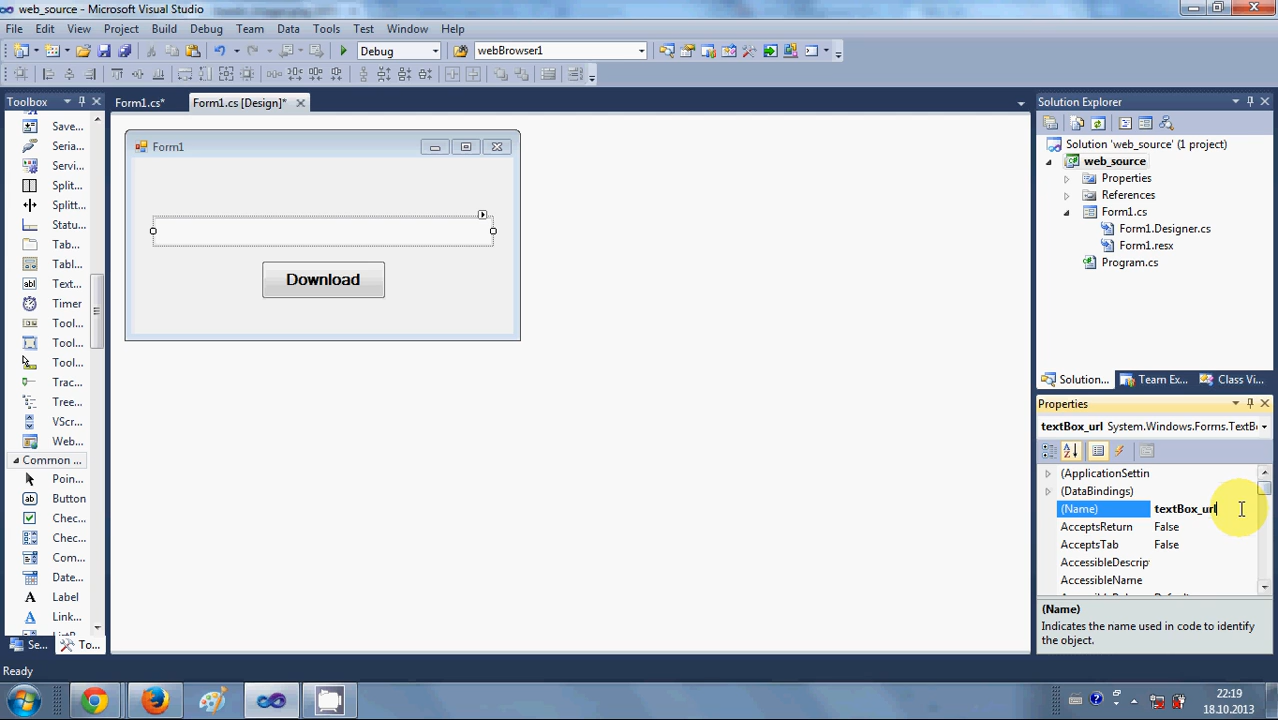 web_source - Microsoft Visual Studio
File Edit View Project Build Debug Team Data Tools Test Window Help
Debug webBrowser1
Toolbox
Form1.cs* Form1.cs [Design]*
Solution Explorer
Save...
Seria...
Servi...
Split...
Splitt...
Statu...
Tab...
Tabl...
Text...
Timer
Tool...
Tool...
Tool...
Trac...
Tree...
VScr...
Web...
Common ...
Poin...
Button
Chec...
Chec...
Com...
Date...
Label
Link...
Se... To...
Form1
Download
Solution 'web_source' (1 project)
web_source
Properties
References
Form1.cs
Form1.Designer.cs
Form1.resx
Program.cs
Solution... Team Ex... Class Vi...
Properties
textBox_url System.Windows.Forms.TextBo
(ApplicationSettin
(DataBindings)
(Name) textBox_url
AcceptsReturn False
AcceptsTab False
AccessibleDescrip
AccessibleName
(Name)
Indicates the name used in code to identify
the object.
Ready
22:19
18.10.2013